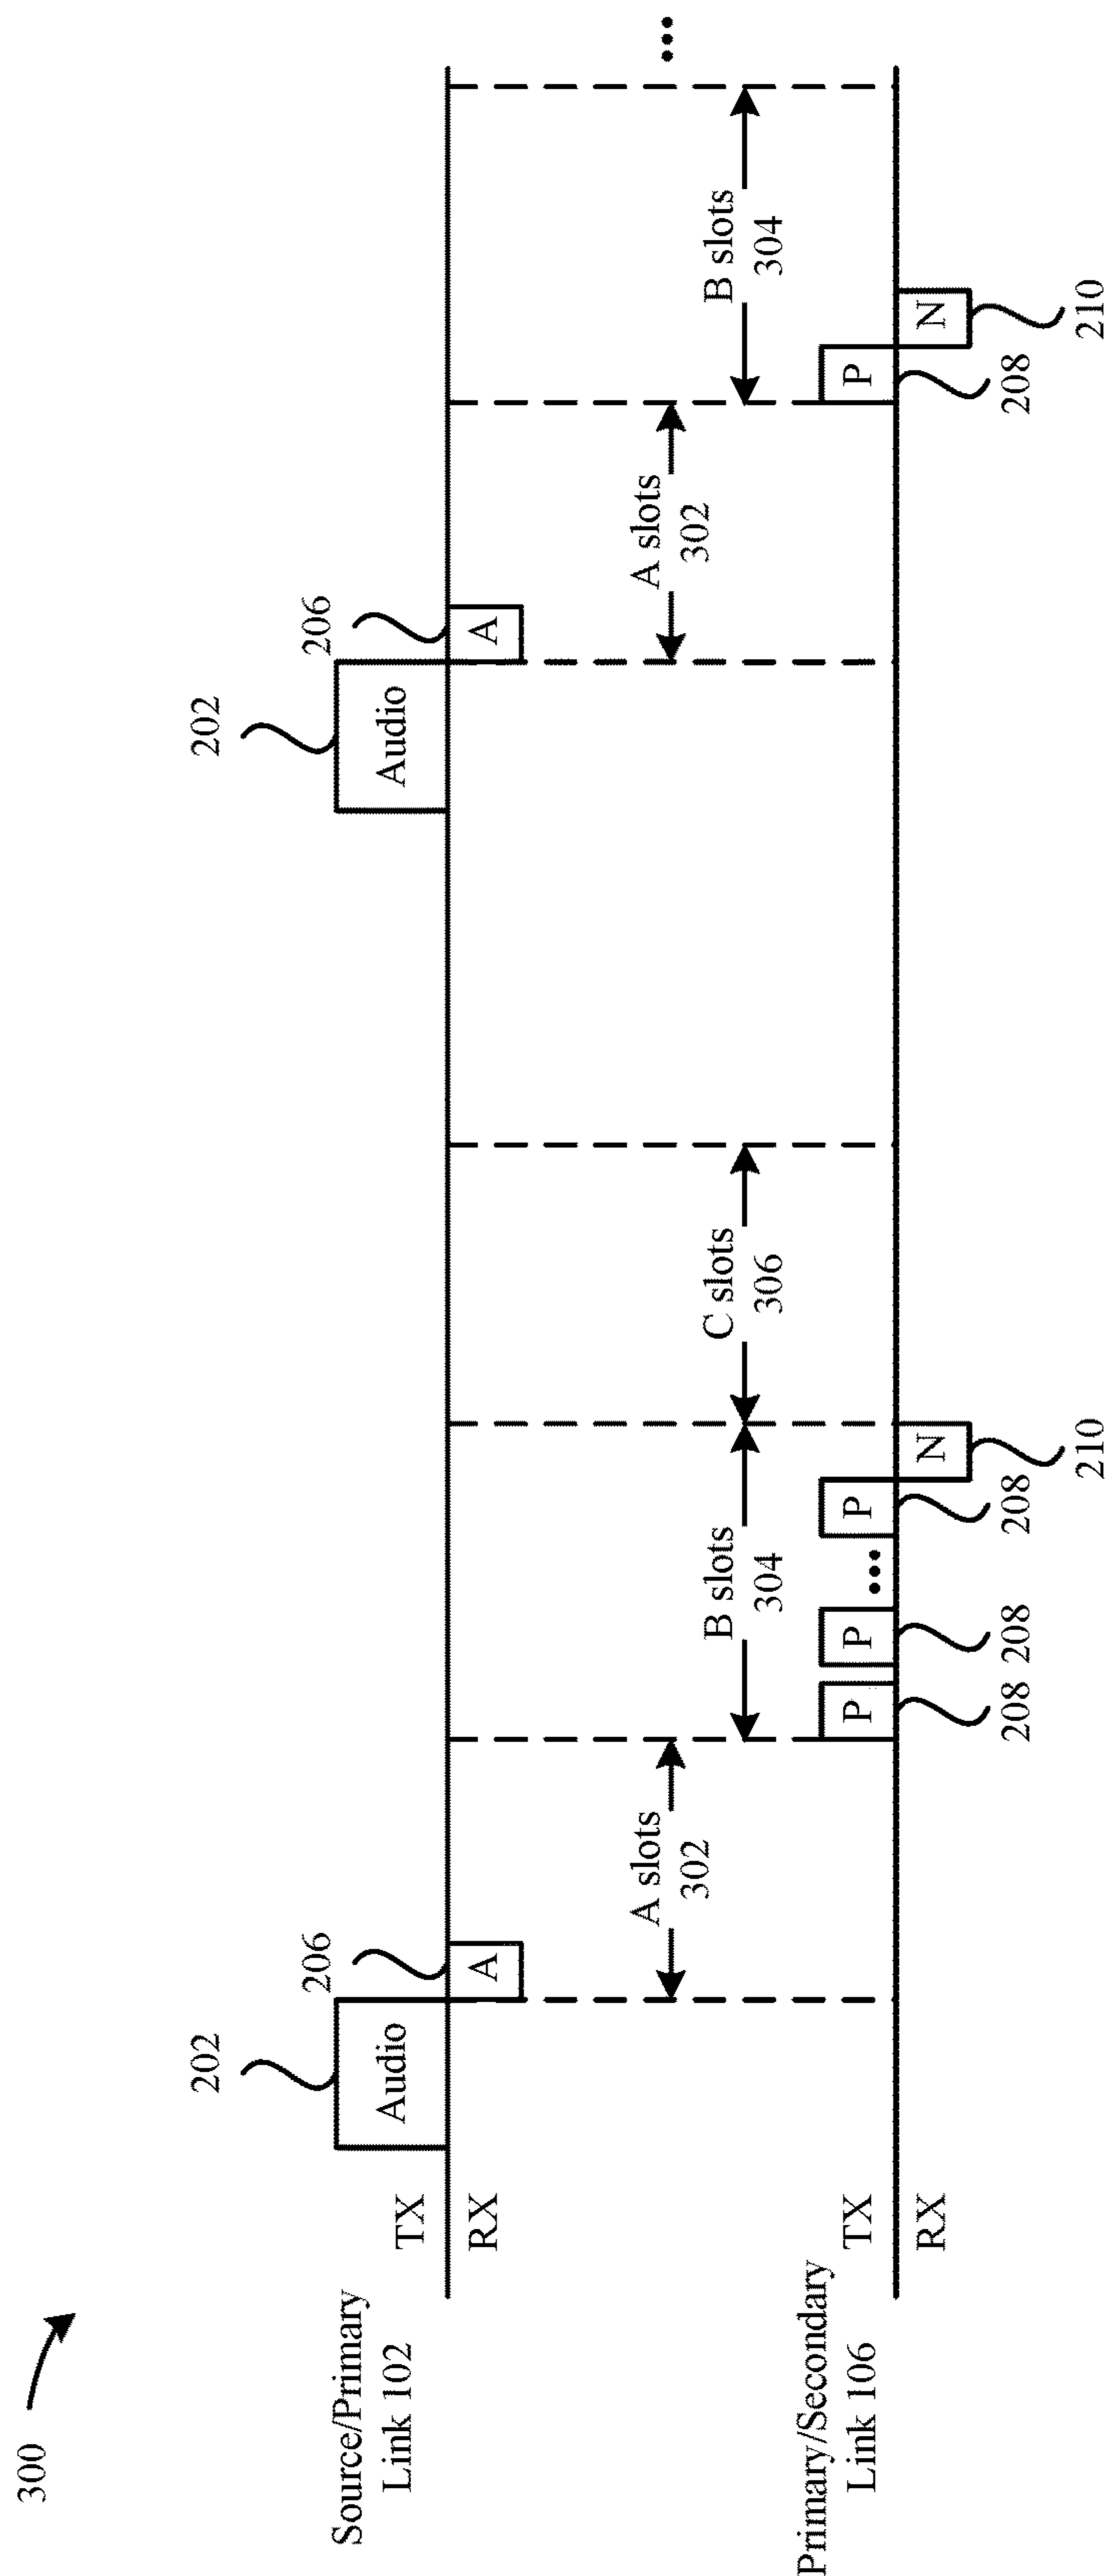 300
202
202
Audio
Audio
206
206
Source/Primary
Link 102
TX
RX
A
A
...
A slots
302
A slots
302
B slots
304
C slots
306
B slots
304
Primary/Secondary
Link 106
TX
RX
P
P
...
P
N
P
N
208
208
208
210
208
210